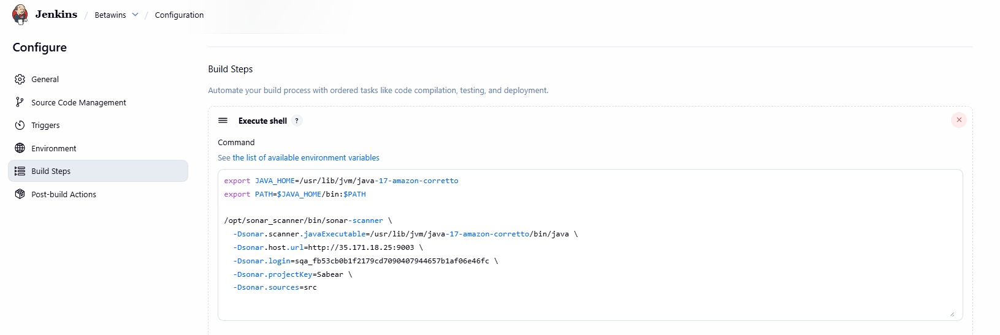 Jenkins / Betawins / Configuration
Configure
General
Source Code Management
Triggers
Environment
Build Steps
Post-build Actions
Build Steps
Automate your build process with ordered tasks like code compilation, testing, and deployment.
Execute shell ?
Command
See the list of available environment variables
export JAVA_HOME=/usr/lib/jvm/java-17-amazon-corretto
export PATH=$JAVA_HOME/bin:$PATH
/opt/sonar_scanner/bin/sonar-scanner \
-Dsonar.scanner.javaExecutable=/usr/lib/jvm/java-17-amazon-corretto/bin/java \
-Dsonar.host.url=http://35.171.18.25:9003 \
-Dsonar.login=sqa_fb53cb0b1f2179cd7090407944657b1af06e46fc \
-Dsonar.projectKey=Sabear \
-Dsonar.sources=src